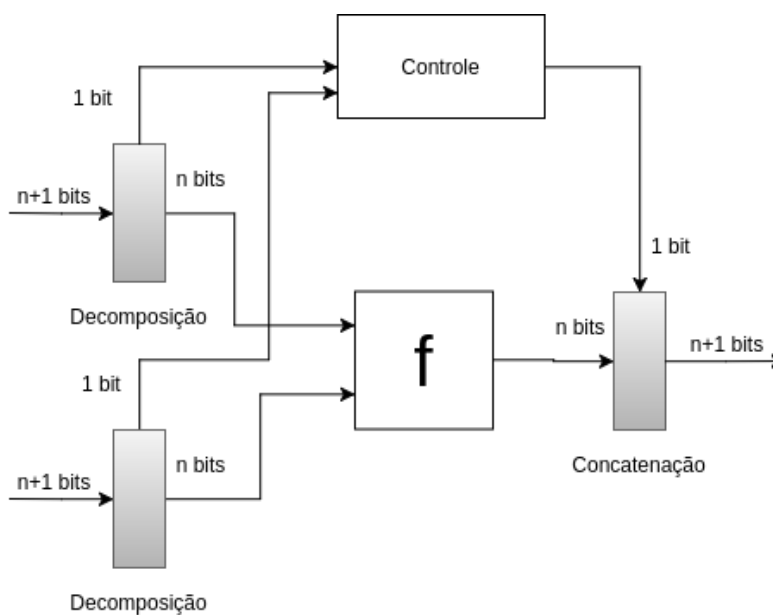 Controle
1 bit
n bits
n+1 bits
1 bit
Decomposição
f
n bits
n+1 bits
1 bit
n bits
Concatenação
n+1 bits
Decomposição